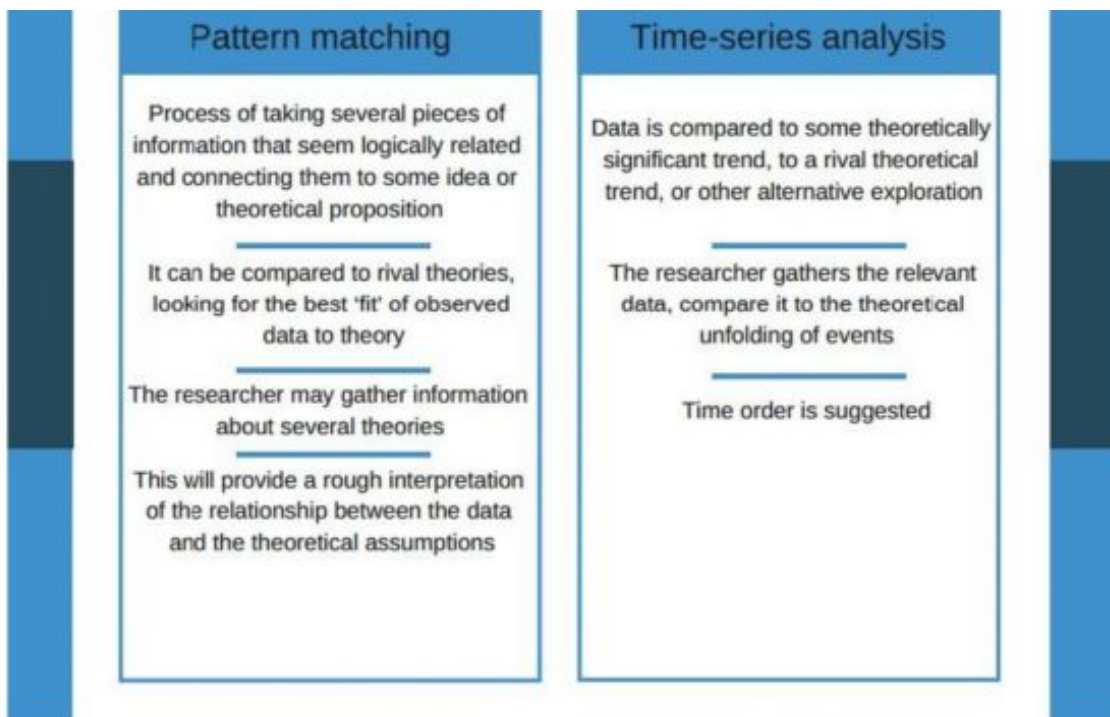 Pattern matching
Process of taking several pieces of
information that seem logically related
and connecting them to some idea or
theoretical proposition
It can be compared to rival theories,
looking for the best ‘fit’ of observed
data to theory
The researcher may gather information
about several theories
This will provide a rough interpretation
of the relationship between the data
and the theoretical assumptions
Time-series analysis
Data is compared to some theoretically
significant trend, to a rival theoretical
trend, or other alternative exploration
The researcher gathers the relevant
data, compare it to the theoretical
unfolding of events
Time order is suggested